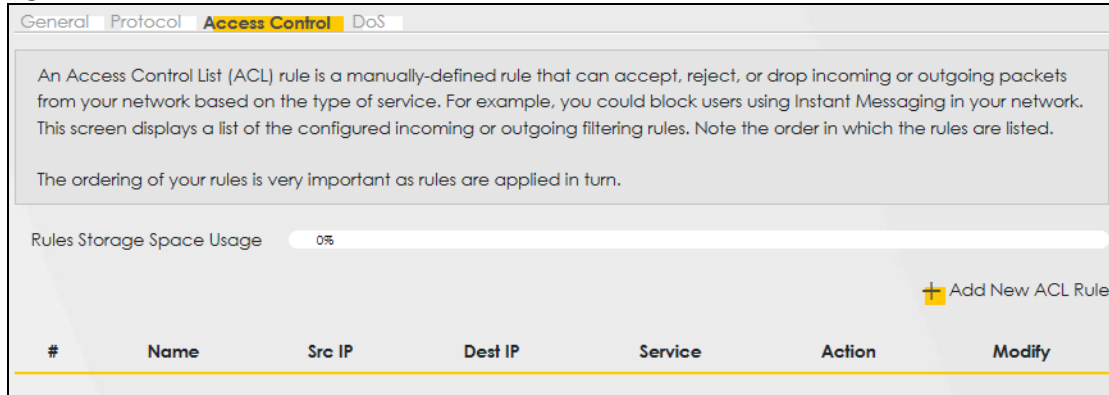 General Protocol Access Control DoS
An Access Control List (ACL) rule is a manually-defined rule that can accept, reject, or drop incoming or outgoing packets
from your network based on the type of service. For example, you could block users using Instant Messaging in your network.
This screen displays a list of the configured incoming or outgoing filtering rules. Note the order in which the rules are listed.
The ordering of your rules is very important as rules are applied in turn.
Rules Storage Space Usage 0%
+ Add New ACL Rule
# Name Src IP Dest IP Service Action Modify